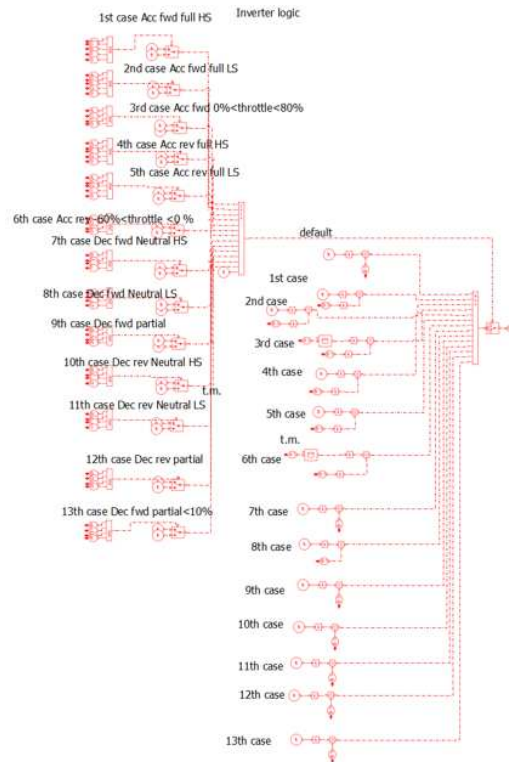 Inverter logic
1st case Acc fwd full HS
2nd case Acc fwd full LS
3rd case Acc fwd 0%<throttle<80%
4th case Acc rev full HS
5th case Acc rev full LS
6th case Acc rev -60%<throttle <0 %
7th case Dec fwd Neutral HS
8th case Dec fwd Neutral LS
9th case Dec fwd partial
10th case Dec rev Neutral HS
t.m.
11th case Dec rev Neutral LS
12th case Dec rev partial
13th case Dec fwd partial<10%
default
1st case
2nd case
3rd case
4th case
5th case
t.m.
6th case
7th case
8th case
9th case
10th case
11th case
12th case
13th case